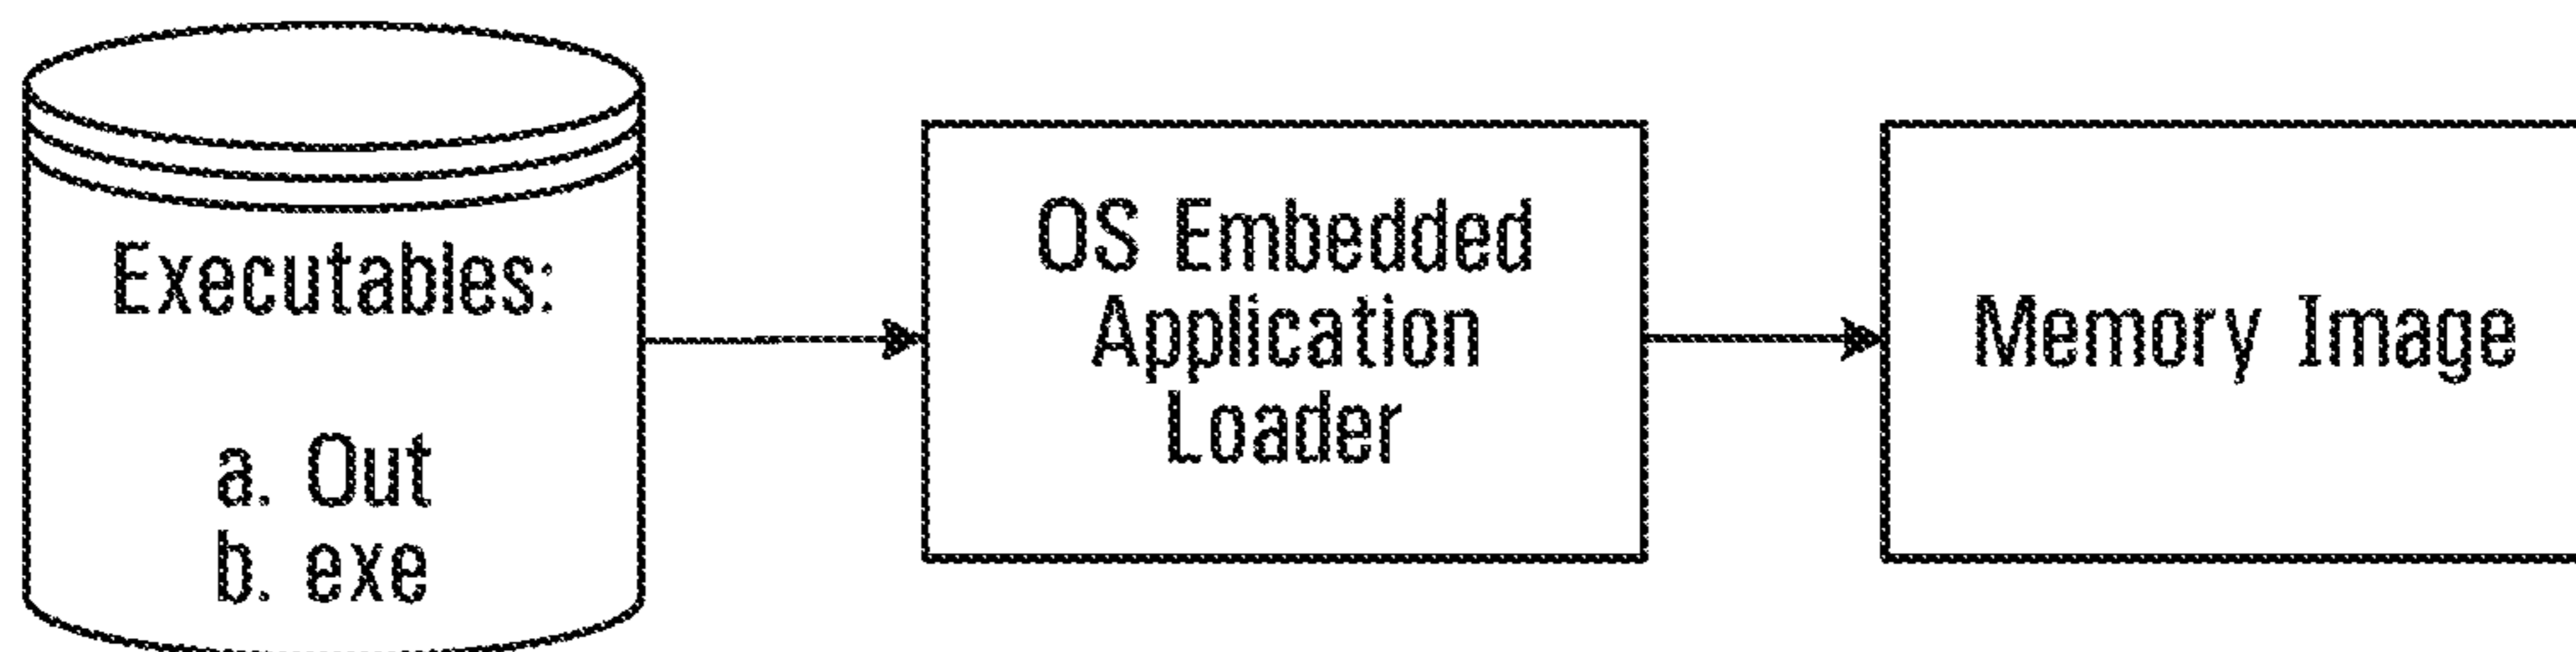 Executables:
a. Out
b. exe
OS Embedded
Application
Loader
Memory Image